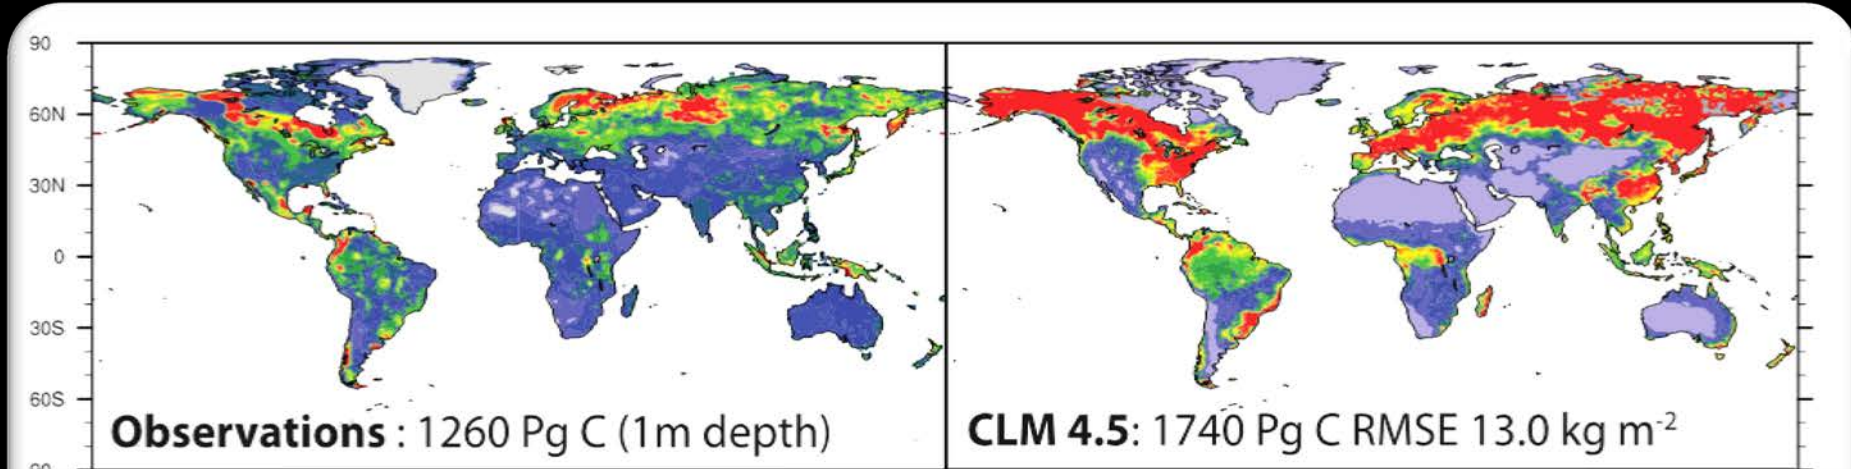 90
60N
30N
0
30S
60S
Observations : 1260 Pg C (1m depth)
CLM 4.5: 1740 Pg C RMSE 13.0 kg m-2